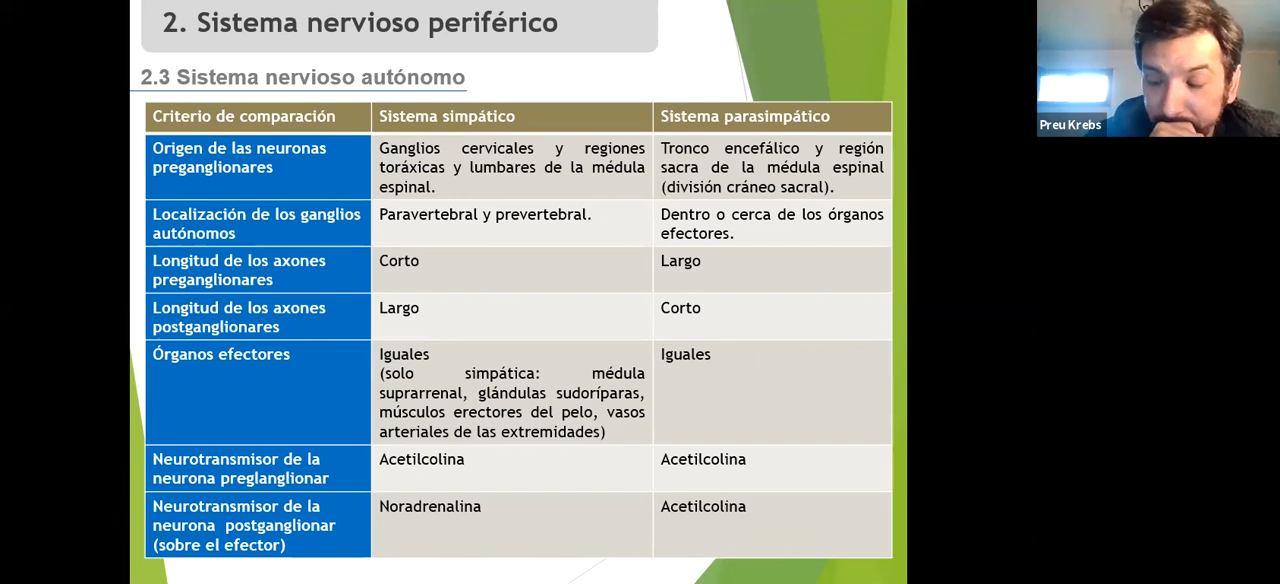 2. Sistema nervioso periférico
2.3 Sistema nervioso autónomo
Criterio de comparación
Sistema simpático
Sistema parasimpático
Origen de las neuronas
preganglionares
Ganglios cervicales y regiones
toráxicas y lumbares de la médula
espinal.
Tronco encefálico y región
sacra de la médula espinal
(división cráneo sacral).
Localización de los ganglios
autónomos
Paravertebral y prevertebral.
Dentro o cerca de los órganos
efectores.
Longitud de los axones
preganglionares
Corto
Largo
Longitud de los axones
postganglionares
Largo
Corto
Órganos efectores
Iguales
(solo simpática: médula
suprarrenal, glándulas sudoríparas,
músculos erectores del pelo, vasos
arteriales de las extremidades)
Iguales
Neurotransmisor de la
neurona preglanglionar
Acetilcolina
Acetilcolina
Neurotransmisor de la
neurona postganglionar
(sobre el efector)
Noradrenalina
Acetilcolina
Preu Krebs